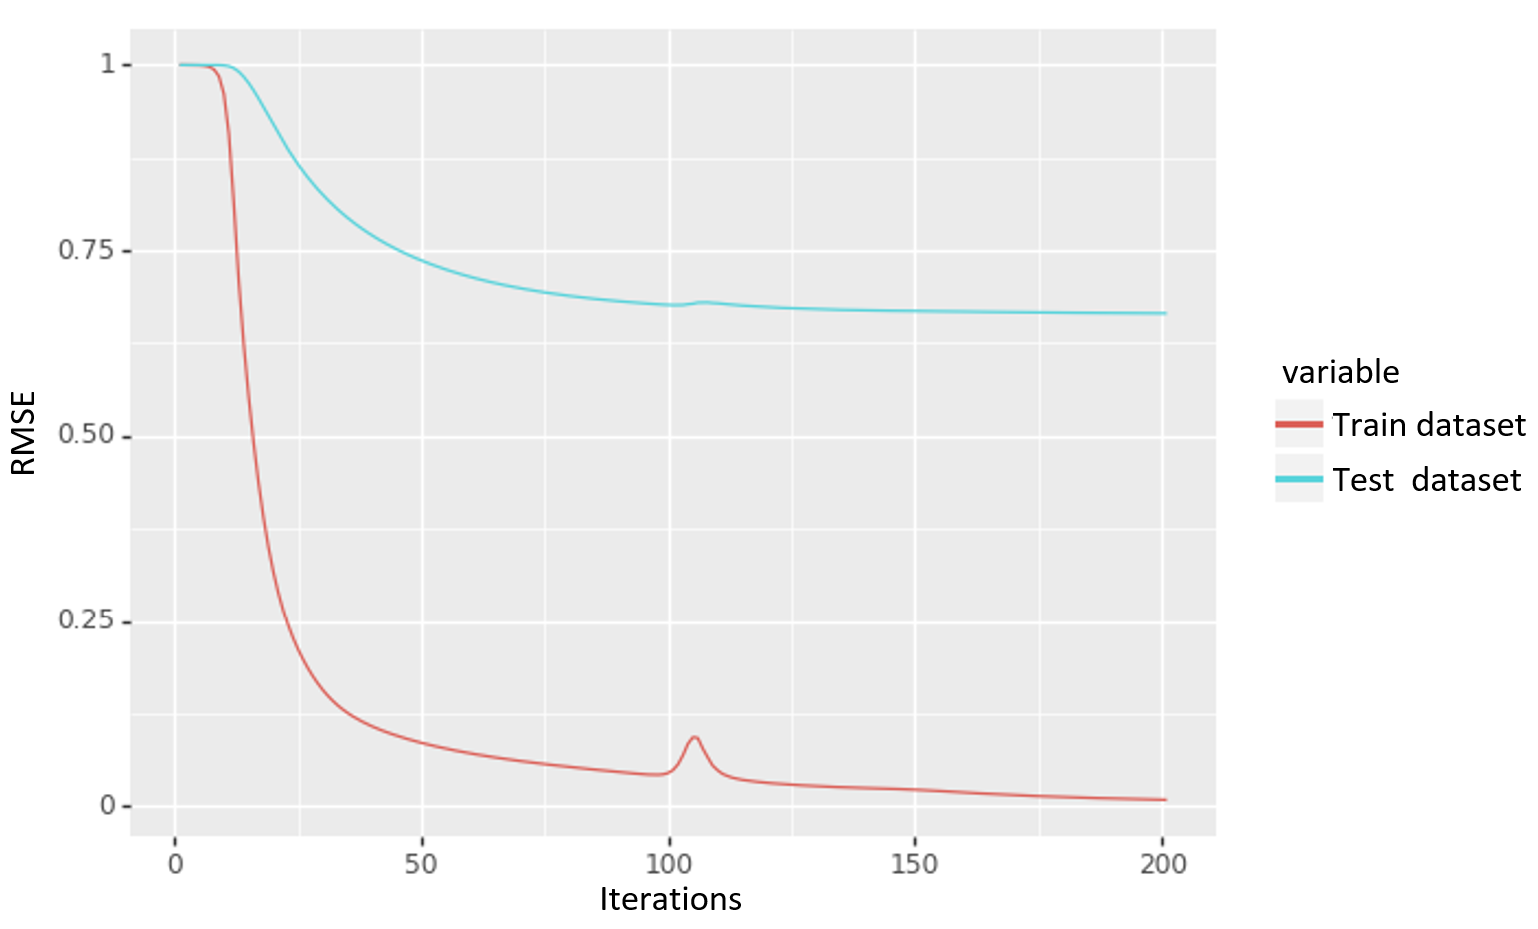 1
0.75
0.50
0.25
0
RMSE
0
50
100
150
200
Iterations
variable
Train dataset
Test  dataset